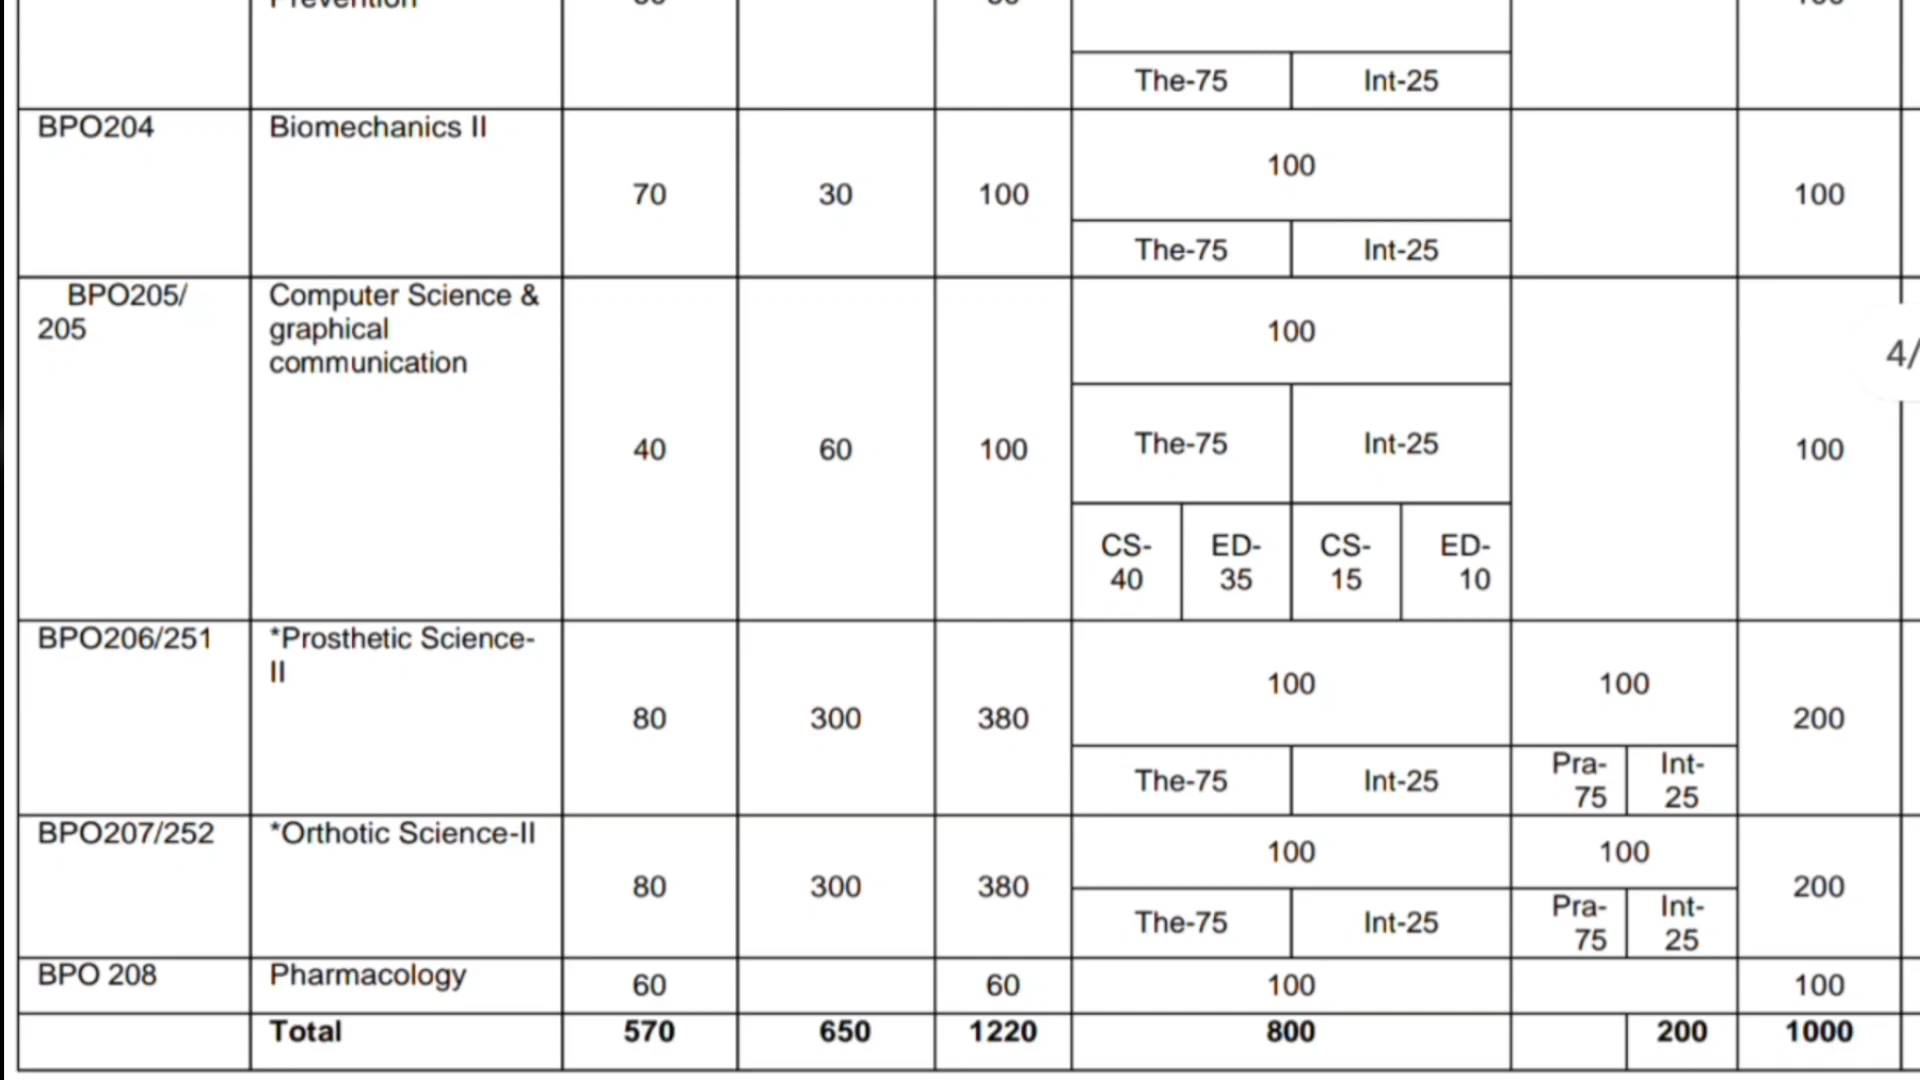 The-75 Int-25
BPO204 Biomechanics II
100
70 30 100 100
The-75 Int-25
BPO205/ Computer Science &
205 graphical
100
communication
4/
The-75 Int-25
40 60 100 100
CS- ED- CS- ED-
40 35 15 10
BPO206/251 *Prosthetic Science-
II
100 100
80 300 380 200
Pra- Int-
The-75 Int-25
75 25
BPO207/252 *Orthotic Science-II
100 100
80 300 380 200
Pra- Int-
The-75 Int-25
75 25
BPO 208 Pharmacology
60 60 100 100
Total 570 650 1220 800 200 1000